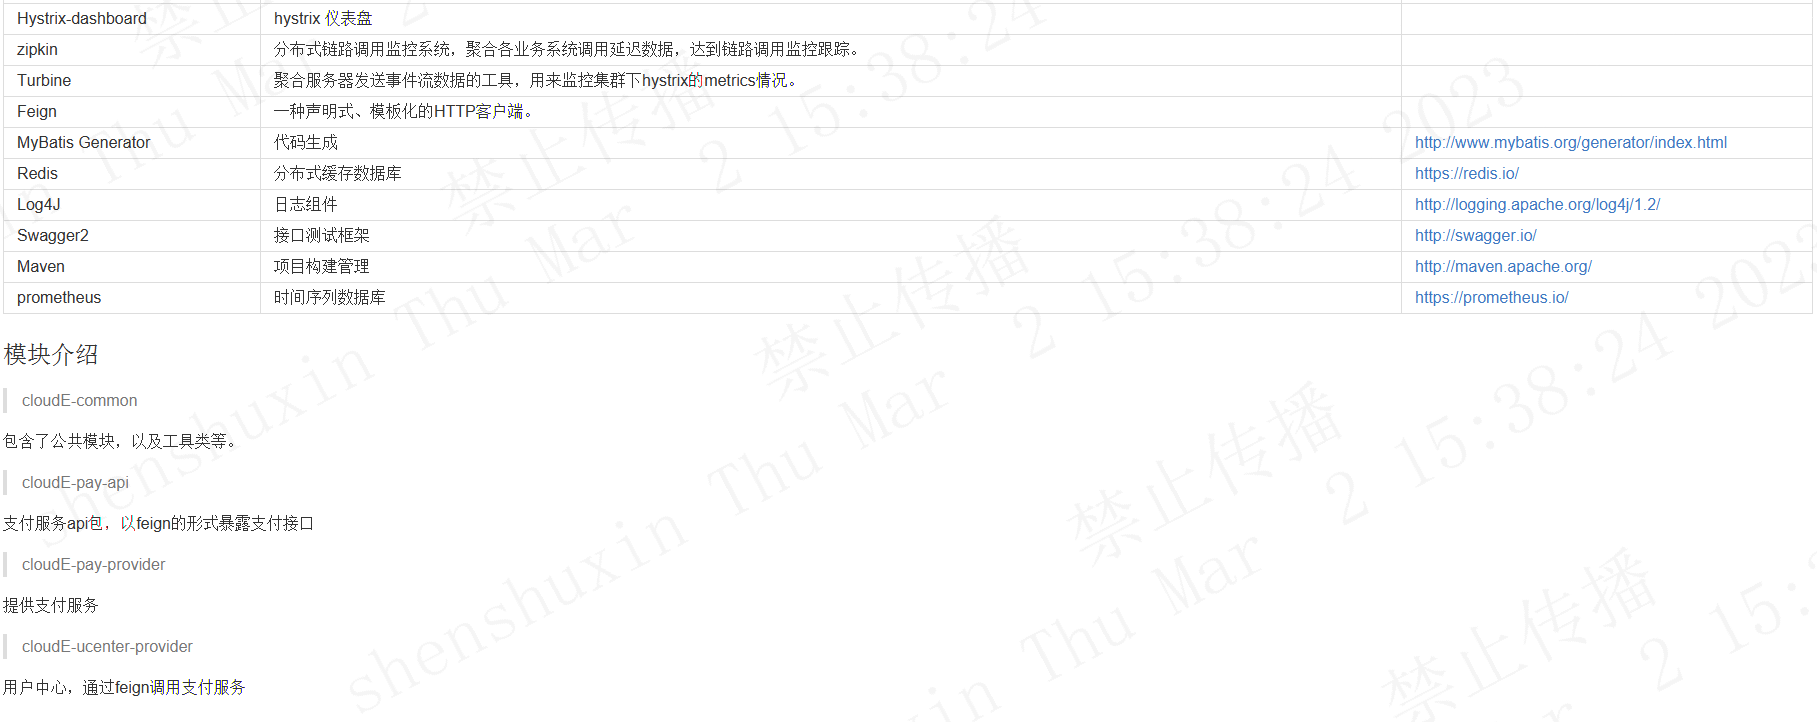 Hystrix-dashboard hystrix 仪表盘
zipkin 分布式链路调用监控系统，聚合各业务系统调用延迟数据，达到链路调用监控跟踪。
Turbine 聚合服务器发送事件流数据的工具，用来监控集群下hystrix的metrics情况。
Feign 一种声明式、模板化的HTTP客户端。
MyBatis Generator 代码生成 http://www.mybatis.org/generator/index.html
Redis 分布式缓存数据库 https://redis.io/
Log4J 日志组件 http://logging.apache.org/log4j/1.2/
Swagger2 接口测试框架 http://swagger.io/
Maven 项目构建管理 http://maven.apache.org/
prometheus 时间序列数据库 https://prometheus.io/
模块介绍
cloudE-common
包含了公共模块，以及工具类等。
cloudE-pay-api
支付服务api包，以feign的形式暴露支付接口
cloudE-pay-provider
提供支付服务
cloudE-ucenter-provider
用户中心，通过feign调用支付服务
禁止传播
shenshuxin Thu Mar 2 15:38:24 2023